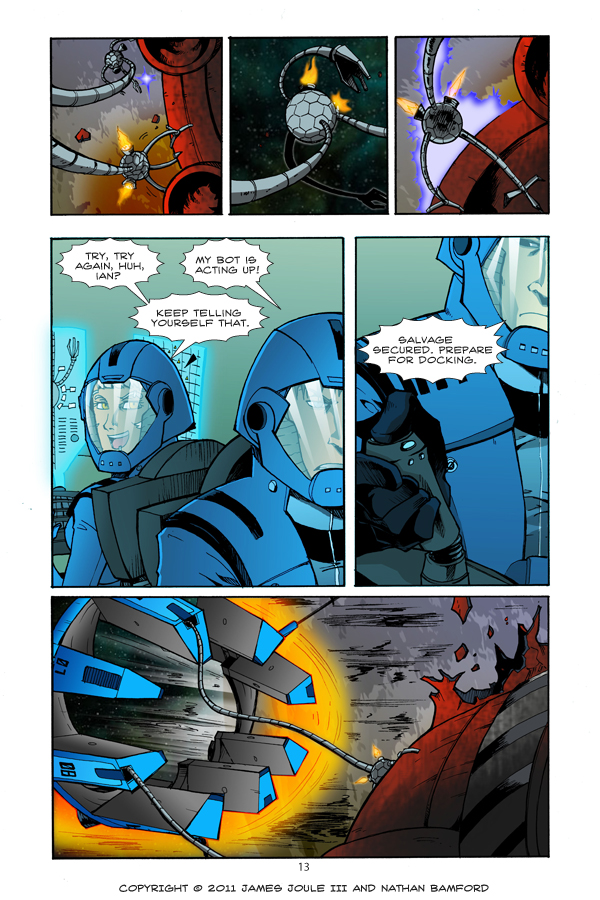 TRY, TRY
AGAIN, HUH,
IAN?
MY BOT IS
ACTING UP!
KEEP TELLING
YOURSELF THAT.
SALVAGE
SECURED. PREPARE
FOR DOCKING.
13
COPYRIGHT © 2011 JAMES JOULE III AND NATHAN BAMFORD